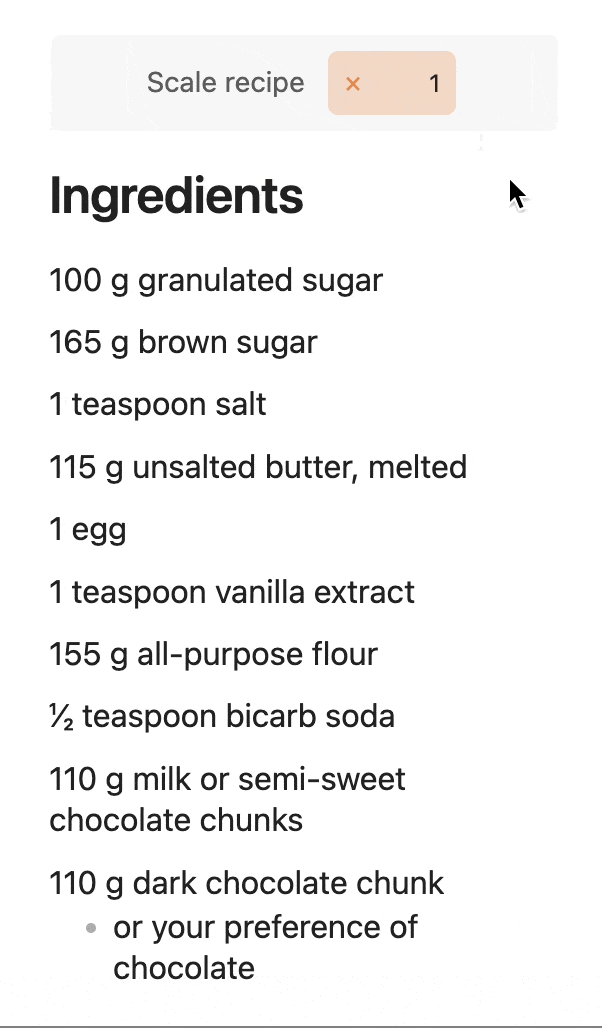 Scale recipe × 1
Ingredients
100 g granulated sugar
165 g brown sugar
1 teaspoon salt
115 g unsalted butter, melted
1 egg
1 teaspoon vanilla extract
155 g all-purpose flour
½ teaspoon bicarb soda
110 g milk or semi-sweet
chocolate chunks
110 g dark chocolate chunk
• or your preference of
chocolate